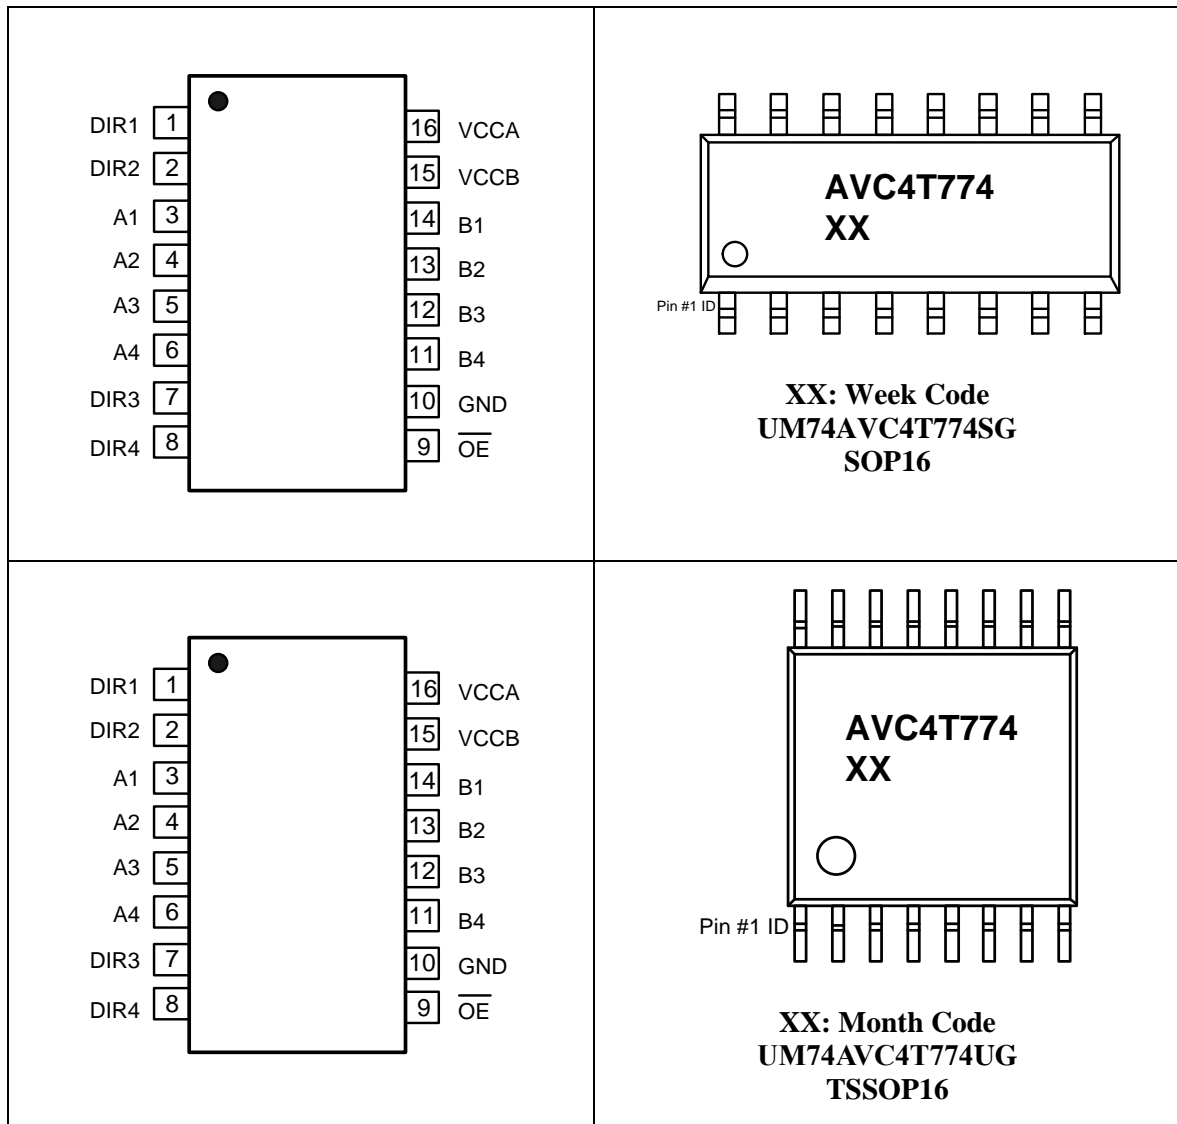 DIR1 1 16 VCCA
DIR2 2 15 VCCB
A1 3 14 B1
A2 4 13 B2
A3 5 12 B3
A4 6 11 B4
DIR3 7 10 GND
DIR4 8 9 OE
AVC4T774
XX
Pin #1 ID
XX: Week Code
UM74AVC4T774SG
SOP16
DIR1 1 16 VCCA
DIR2 2 15 VCCB
A1 3 14 B1
A2 4 13 B2
A3 5 12 B3
A4 6 11 B4
DIR3 7 10 GND
DIR4 8 9 OE
AVC4T774
XX
Pin #1 ID
XX: Month Code
UM74AVC4T774UG
TSSOP16